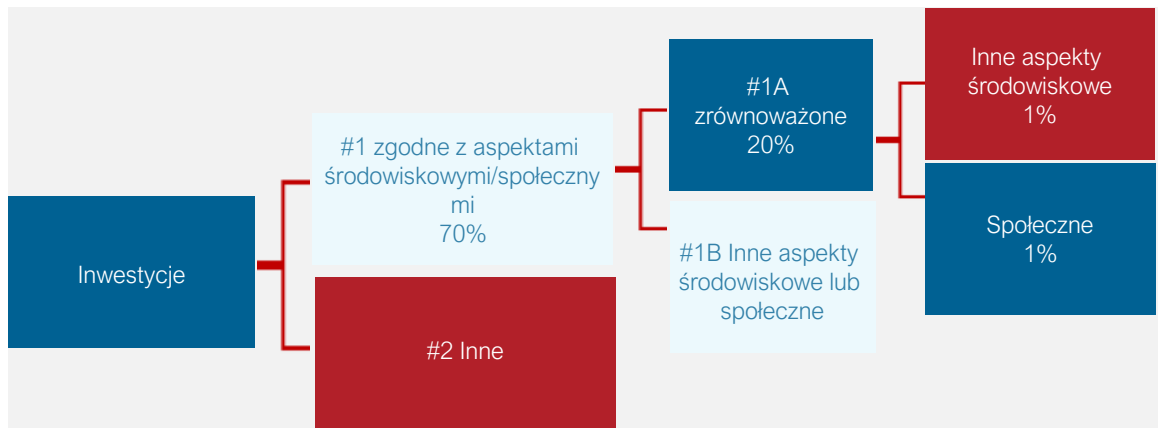 Inwestycje
#1 zgodne z aspektami
środowiskowymi/społeczny
mi
70%
#2 Inne
#1A
zrównoważone
20%
#1B Inne aspekty
środowiskowe lub
społeczne
Inne aspekty
środowiskowe
1%
Społeczne
1%